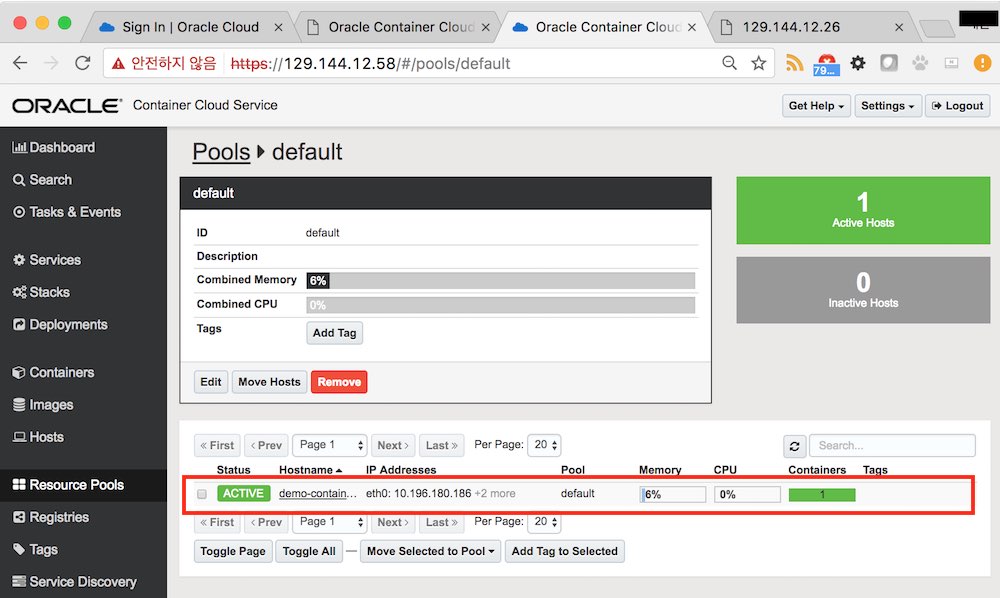 Sign In | Oracle Cloud
Oracle Container Cloud
Oracle Container Cloud
129.144.12.26
안전하지 않음 https://129.144.12.58/#/pools/default
79...
ORACLE® Container Cloud Service
Get Help
Settings
Logout
Dashboard
Search
Tasks & Events
Services
Stacks
Deployments
Containers
Images
Hosts
Resource Pools
Registries
Tags
Service Discovery
Pools default
default
ID default
Description
Combined Memory 6%
Combined CPU 0%
Tags Add Tag
Edit Move Hosts Remove
1
Active Hosts
0
Inactive Hosts
« First ‹ Prev Page 1 Next › Last » Per Page: 20 Search...
Status Hostname IP Addresses Pool Memory CPU Containers Tags
ACTIVE demo-contain... eth0: 10.196.180.186 +2 more default 6% 0% 1
« First ‹ Prev Page 1 Next › Last » Per Page: 20
Toggle Page Toggle All — Move Selected to Pool Add Tag to Selected